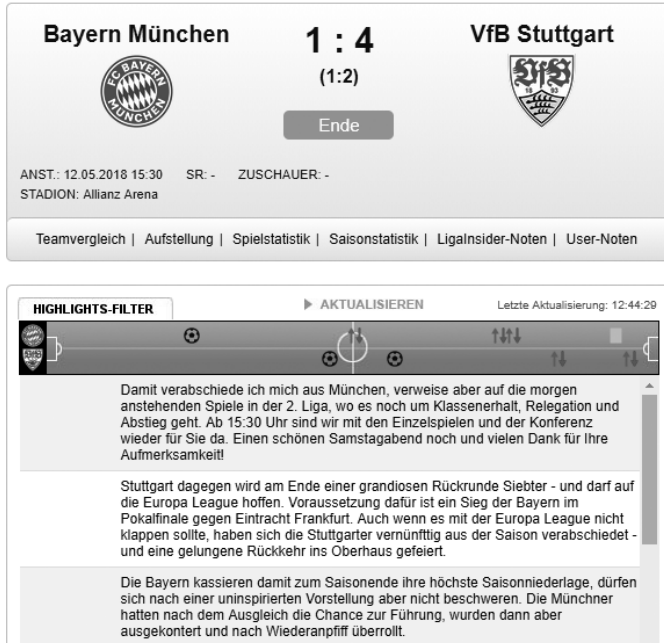 Bayern München
1 : 4
VfB Stuttgart
(1:2)
FC BAYERN
MÜNCHEN
VfB
18 93
Ende
ANST.: 12.05.2018 15:30 SR: - ZUSCHAUER: -
STADION: Allianz Arena
Teamvergleich | Aufstellung | Spielstatistik | Saisonstatistik | LigaInsider-Noten | User-Noten
HIGHLIGHTS-FILTER
AKTUALISIEREN
Letzte Aktualisierung: 12:44:29
Damit verabschiede ich mich aus München, verweise aber auf die morgen
anstehenden Spiele in der 2. Liga, wo es noch um Klassenerhalt, Relegation und
Abstieg geht. Ab 15:30 Uhr sind wir mit den Einzelspielen und der Konferenz
wieder für Sie da. Einen schönen Samstagabend noch und vielen Dank für Ihre
Aufmerksamkeit!
Stuttgart dagegen wird am Ende einer grandiosen Rückrunde Siebter - und darf auf
die Europa League hoffen. Voraussetzung dafür ist ein Sieg der Bayern im
Pokalfinale gegen Eintracht Frankfurt. Auch wenn es mit der Europa League nicht
klappen sollte, haben sich die Stuttgarter vernünfttig aus der Saison verabschiedet -
und eine gelungene Rückkehr ins Oberhaus gefeiert.
Die Bayern kassieren damit zum Saisonende ihre höchste Saisonniederlage, dürfen
sich nach einer uninspirierten Vorstellung aber nicht beschweren. Die Münchner
hatten nach dem Ausgleich die Chance zur Führung, wurden dann aber
ausgekontert und nach Wiederanpfiff überrollt.